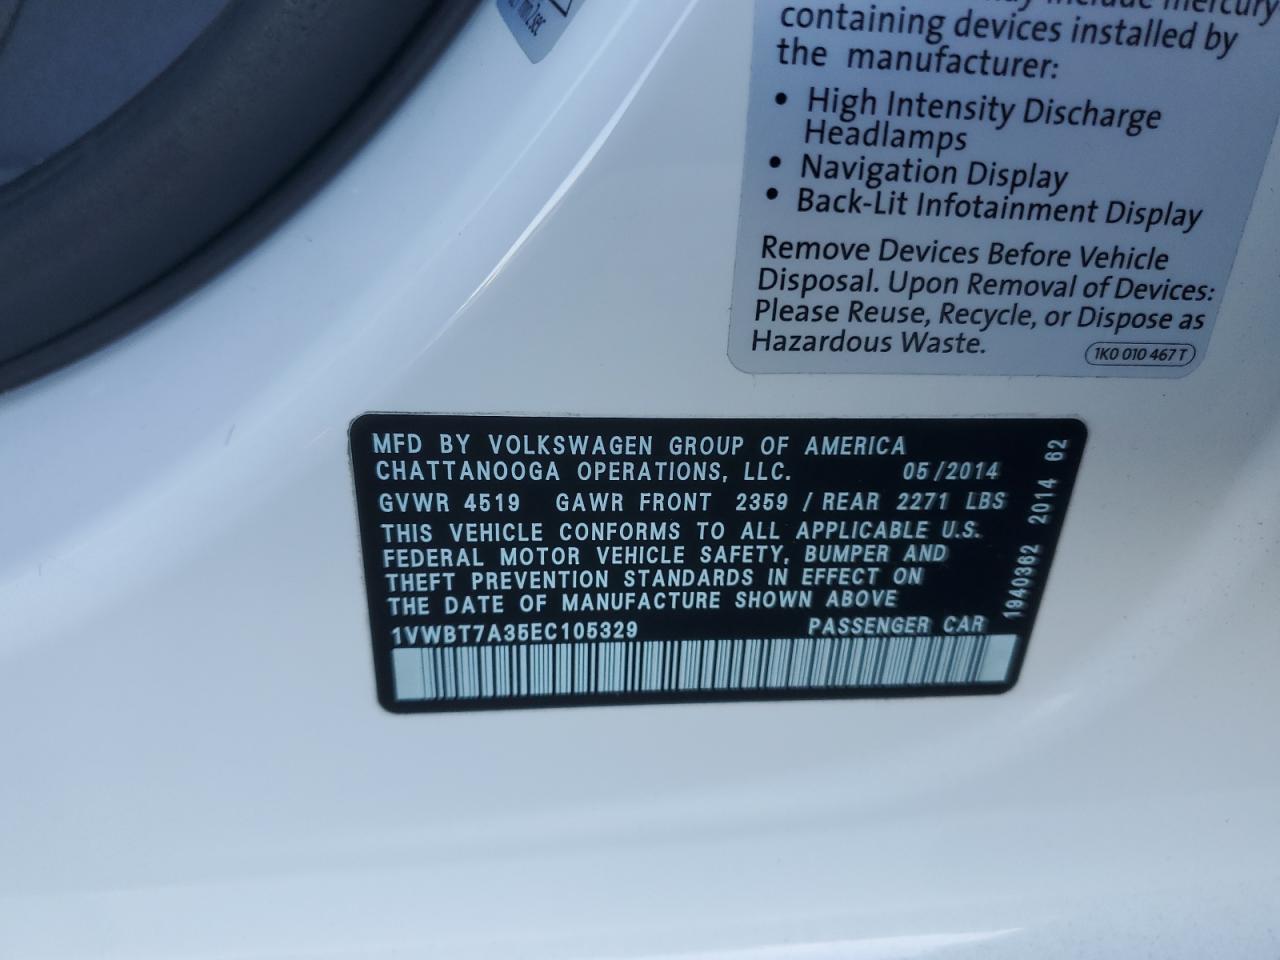 may include mercury
containing devices installed by
the manufacturer:
• High Intensity Discharge
Headlamps
• Navigation Display
• Back-Lit Infotainment Display
Remove Devices Before Vehicle
Disposal. Upon Removal of Devices:
Please Reuse, Recycle, or Dispose as
Hazardous Waste.
1K0 010 467 T
MFD BY VOLKSWAGEN GROUP OF AMERICA
CHATTANOOGA OPERATIONS, LLC. 05/2014
GVWR 4519 GAWR FRONT 2359 / REAR 2271 LBS
THIS VEHICLE CONFORMS TO ALL APPLICABLE U.S.
FEDERAL MOTOR VEHICLE SAFETY, BUMPER AND
THEFT PREVENTION STANDARDS IN EFFECT ON
THE DATE OF MANUFACTURE SHOWN ABOVE
1VWBT7A35EC105329 PASSENGER CAR
1940362 2014 62